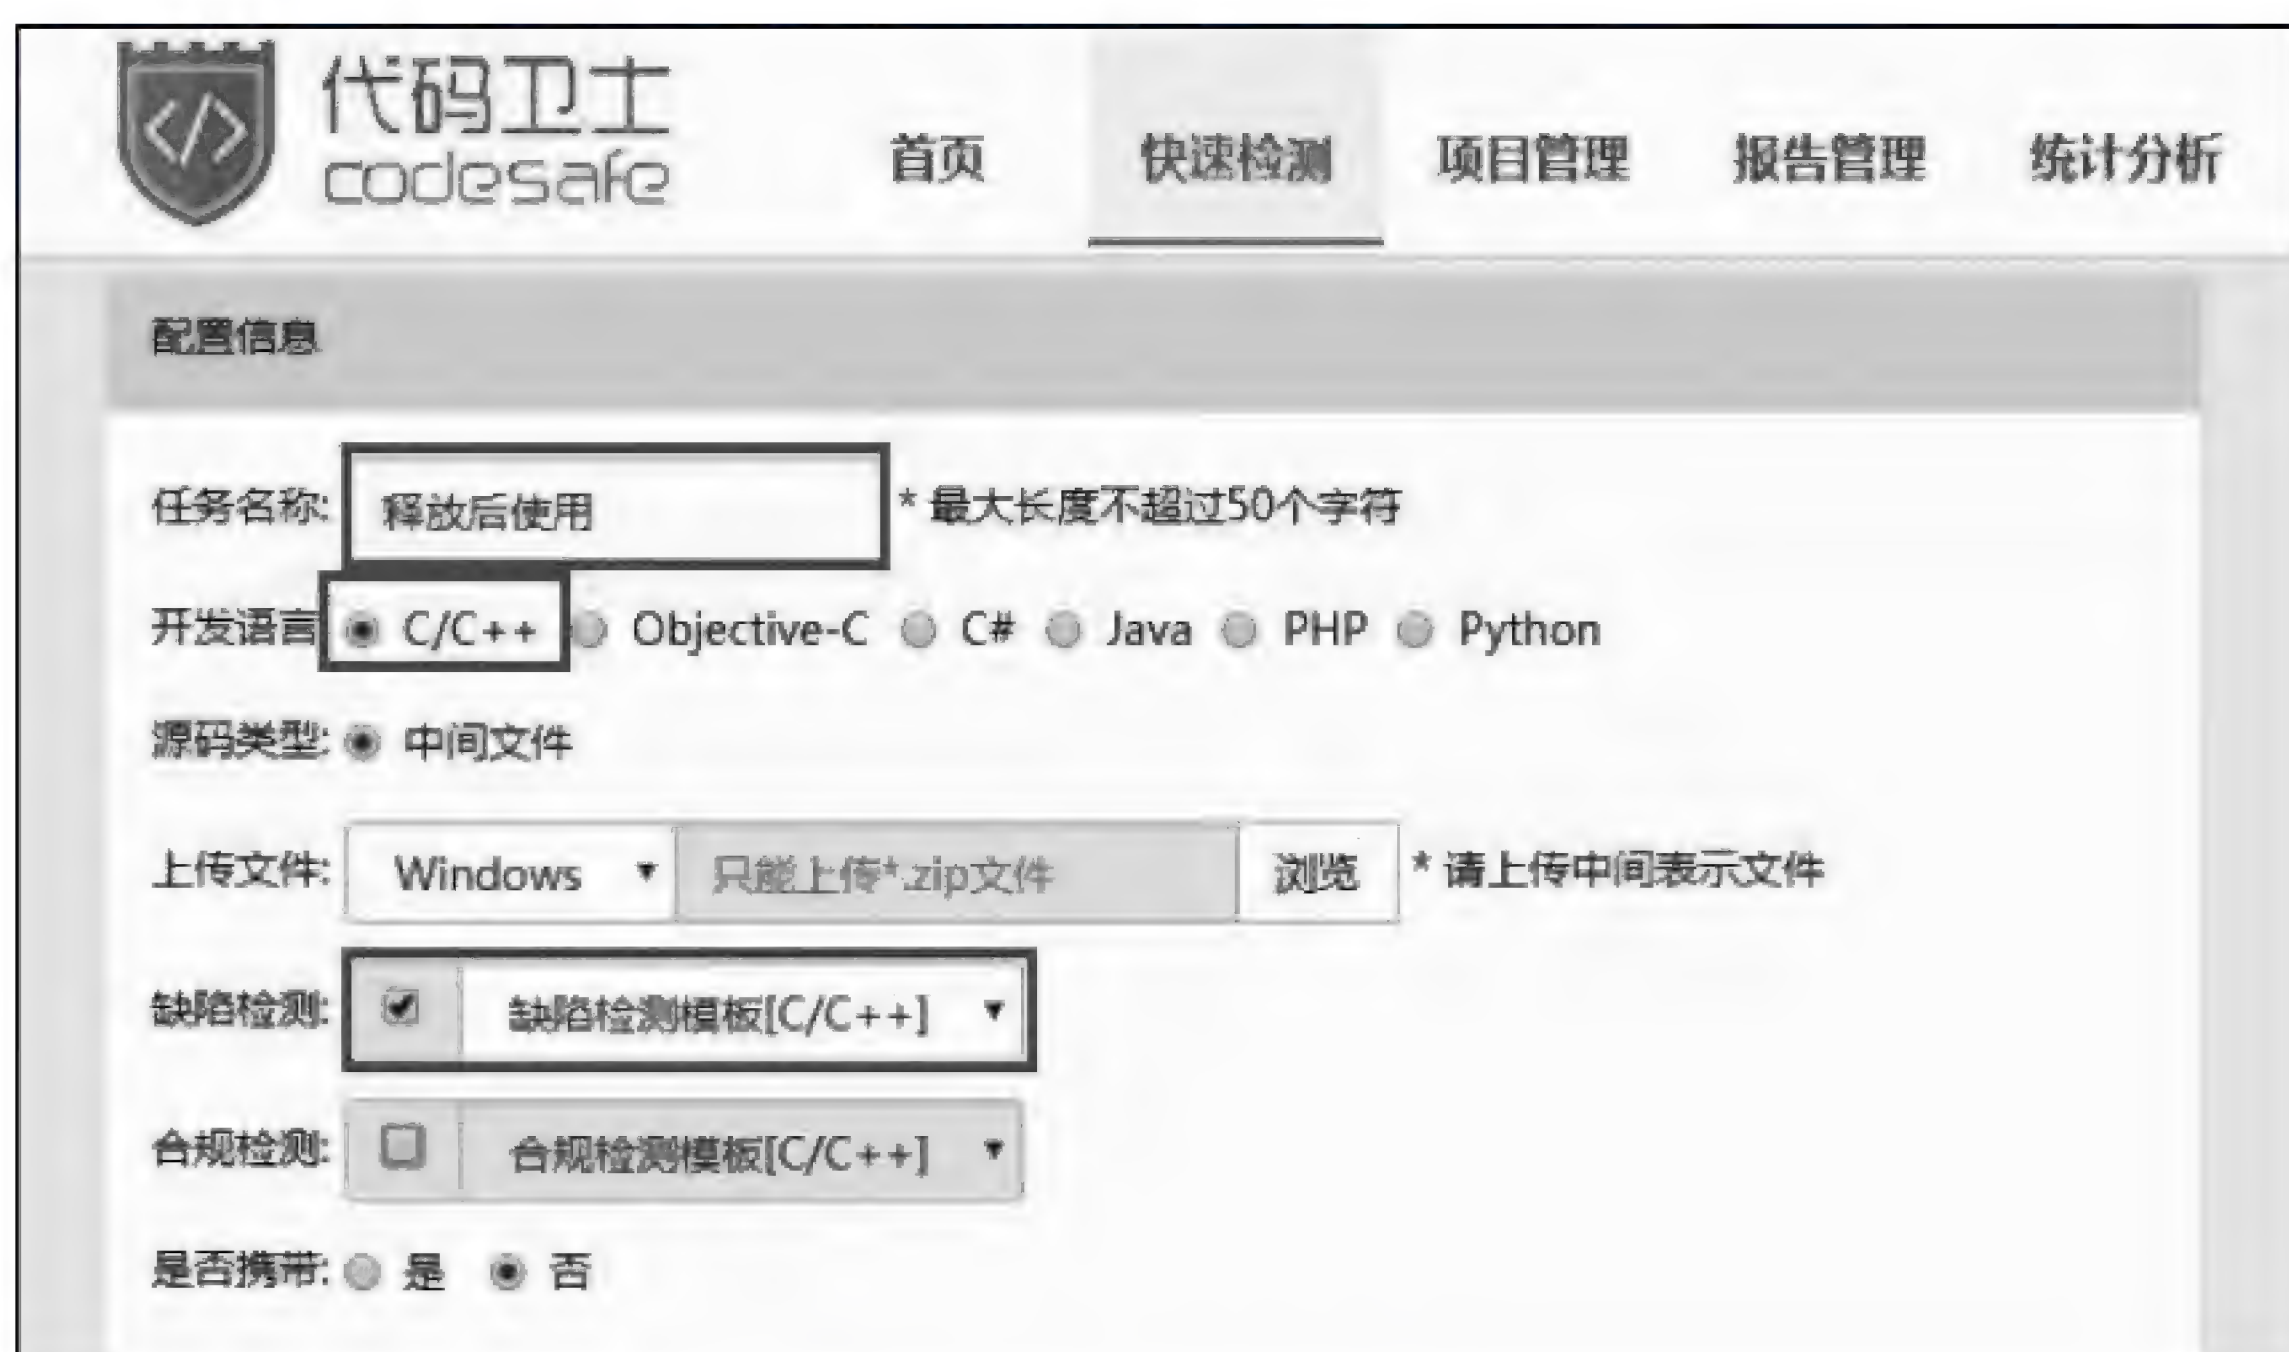 代码卫士
codesafe
首页 快速检测 项目管理 报告管理 统计分析
配置信息
任务名称: 释放后使用 * 最大长度不超过50个字符
开发语言 C/C++ Objective-C C# Java PHP Python
源码类型: 中间文件
上传文件: Windows 只能上传*.zip文件 浏览 * 请上传中间表示文件
缺陷检测: 缺陷检测模板[C/C++]
合规检测: 合规检测模板[C/C++]
是否携带: 是 否